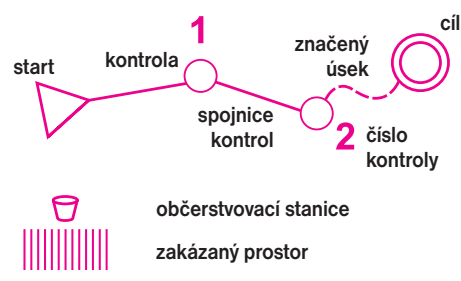 start
kontrola
1
spojnice
kontrol
značený
úsek
2
číslo
kontroly
cíl
občerstvovací stanice
zakázaný prostor